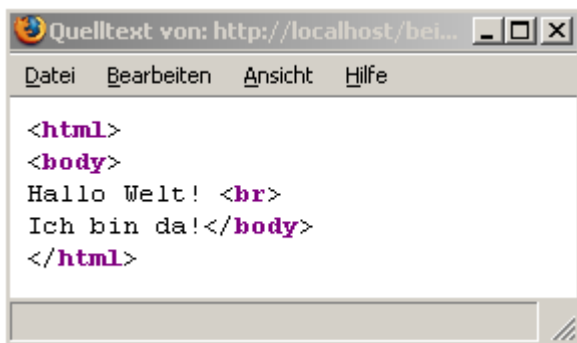 Quelltext von: http://localhost/bei...
Datei Bearbeiten Ansicht Hilfe
<html>
<body>
Hallo Welt! <br>
Ich bin da!</body>
</html>